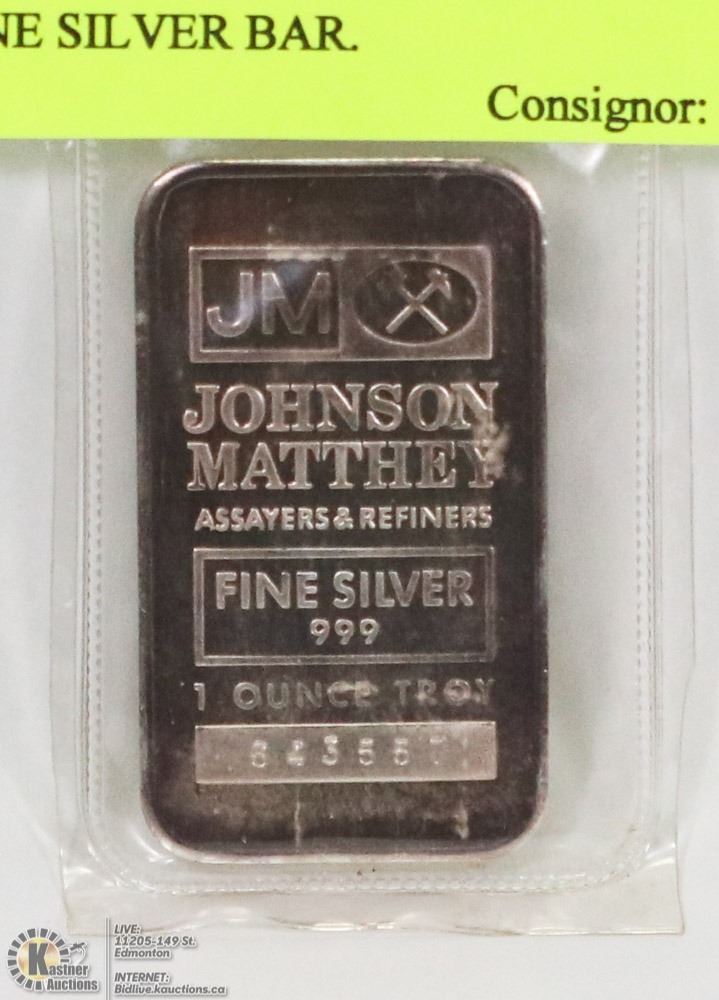 NE SILVER BAR.
Consignor:
JM
JOHNSON
MATTHEY
ASSAYERS & REFINERS
FINE SILVER
999
1 OUNCE TROY
Kastner
Auctions
LIVE:
11205-149 St.
Edmonton
INTERNET:
Bidlive.kauctions.ca